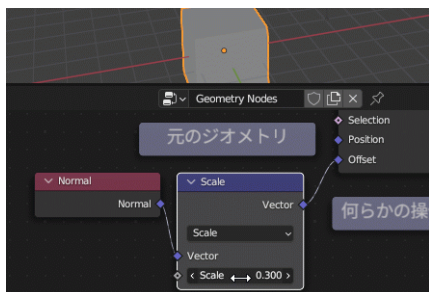 Geometry Nodes
Selection
元のジオメトリ
Position
Offset
Normal
Scale
Normal
Vector
何らかの操
Scale
Vector
Scale
0.300